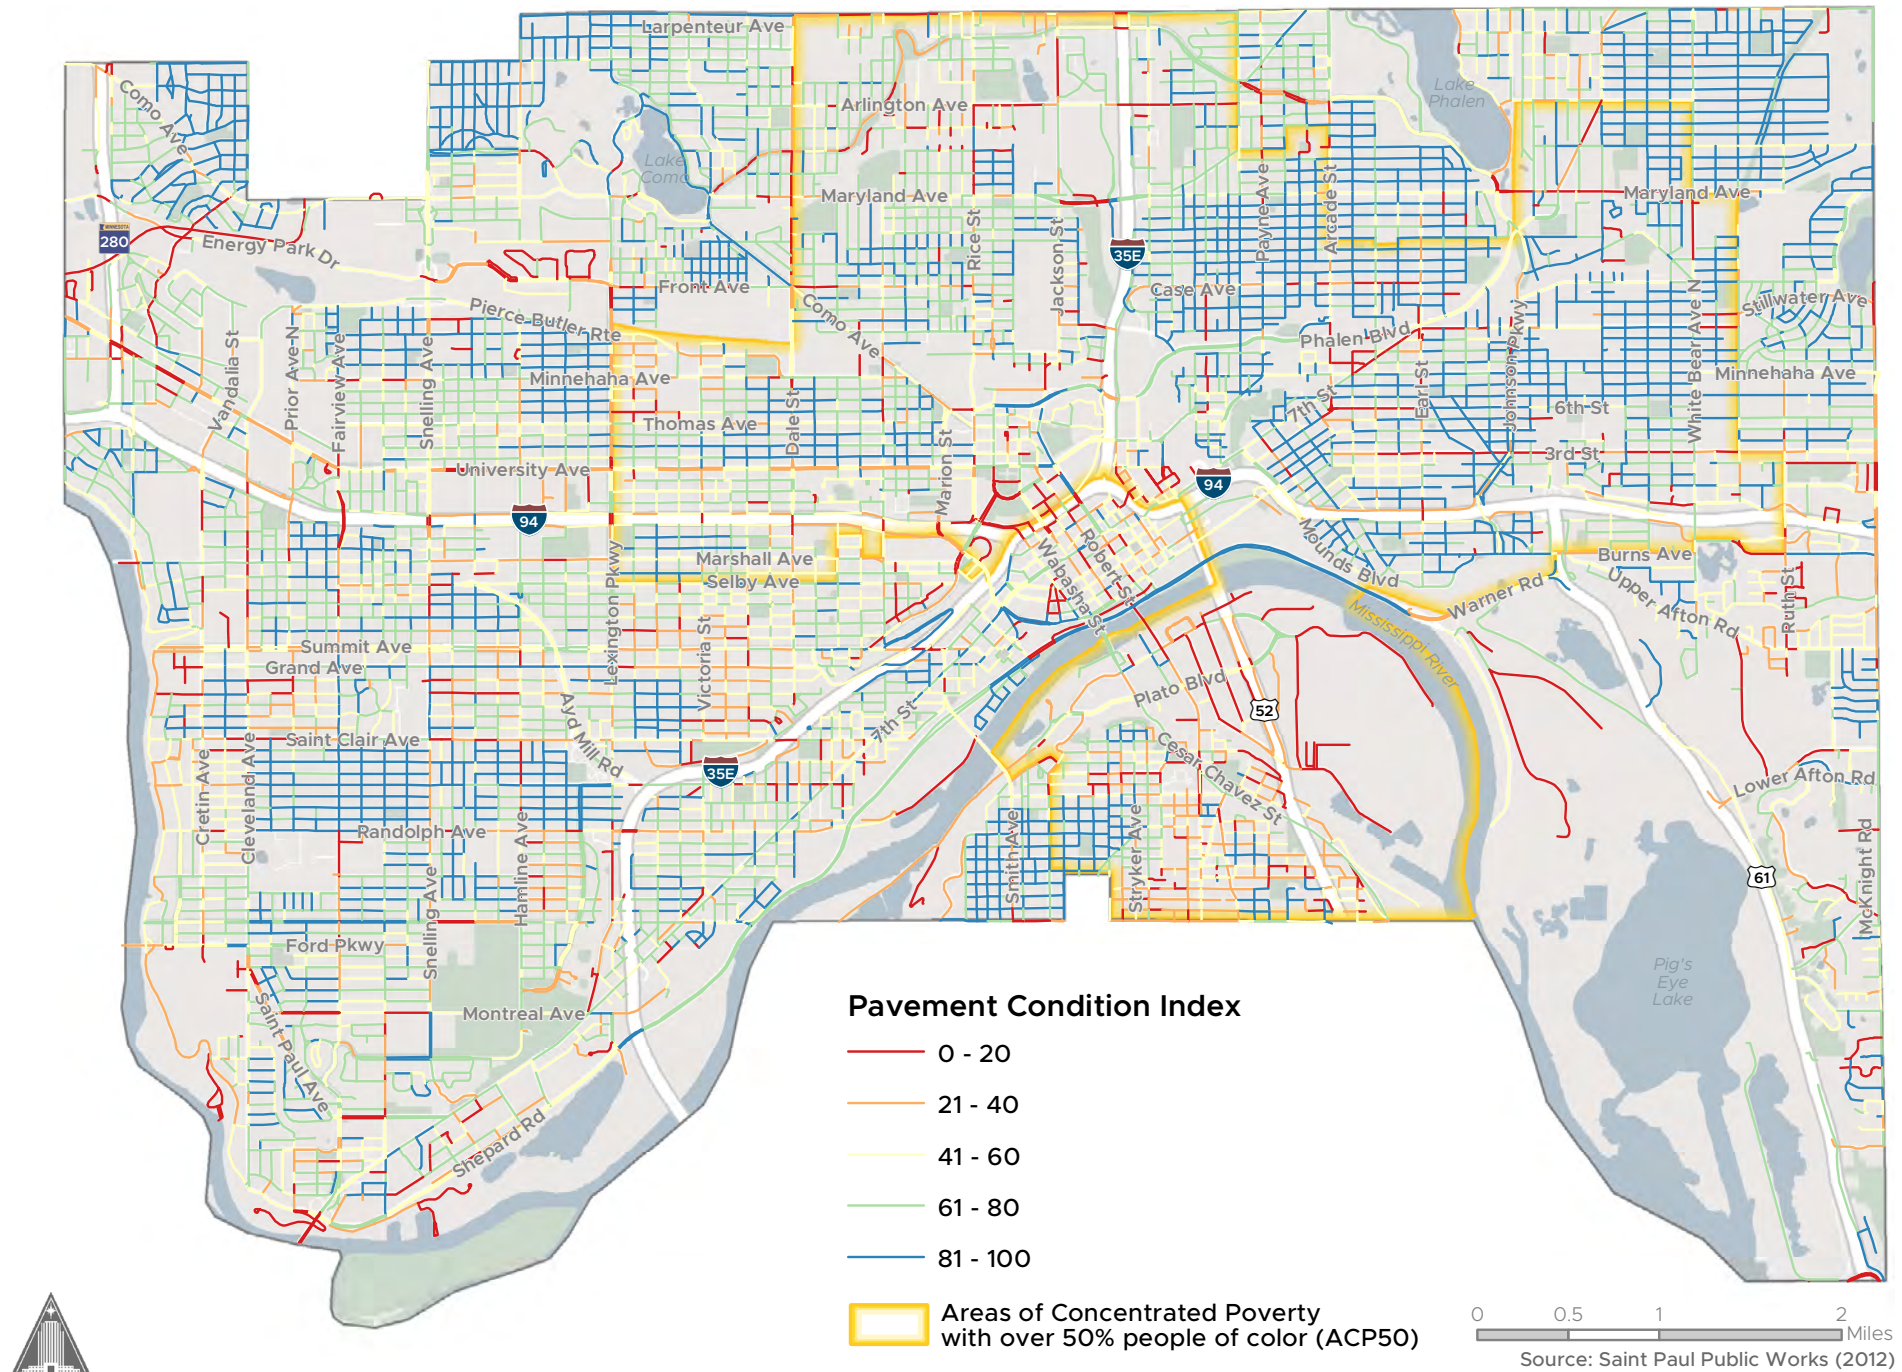 Larpenteur Ave
Como Ave
Arlington Ave
Lake
Phalen
Lake
Como
Maryland Ave
Maryland Ave
Rice St
Jackson St
Payne Ave
Arcade St
MINNESOTA
280
Energy Park Dr
35E
Front Ave
Case Ave
Pierce Butler Rte
Como Ave
Stillwater Ave
Phalen Blvd
Johnson Pkwy
White Bear Ave N
Vandalia St
Prior Ave N
Fairview Ave
Snelling Ave
Minnehaha Ave
Minnehaha Ave
Dale St
Earl St
7th St
6th St
Thomas Ave
Marion St
University Ave
3rd St
94
94
Marshall Ave
Selby Ave
Lexington Pkwy
Wabasha St
Robert St
Mounds Blvd
Burns Ave
Warner Rd
Upper Afton Rd
Ruth St
Mississippi River
Summit Ave
Grand Ave
Victoria St
Ayd Mill Rd
Plato Blvd
52
7th St
Saint Clair Ave
35E
Cesar Chavez St
Lower Afton Rd
Cretin Ave
Cleveland Ave
Randolph Ave
Hamline Ave
Snelling Ave
Smith Ave
Stryker Ave
61
McKnight Rd
Ford Pkwy
Pig's
Eye
Lake
Saint Paul Ave
Montreal Ave
Shepard Rd
Pavement Condition Index
0 - 20
21 - 40
41 - 60
61 - 80
81 - 100
Areas of Concentrated Poverty
with over 50% people of color (ACP50)
0 0.5 1 2
Miles
Source: Saint Paul Public Works (2012)